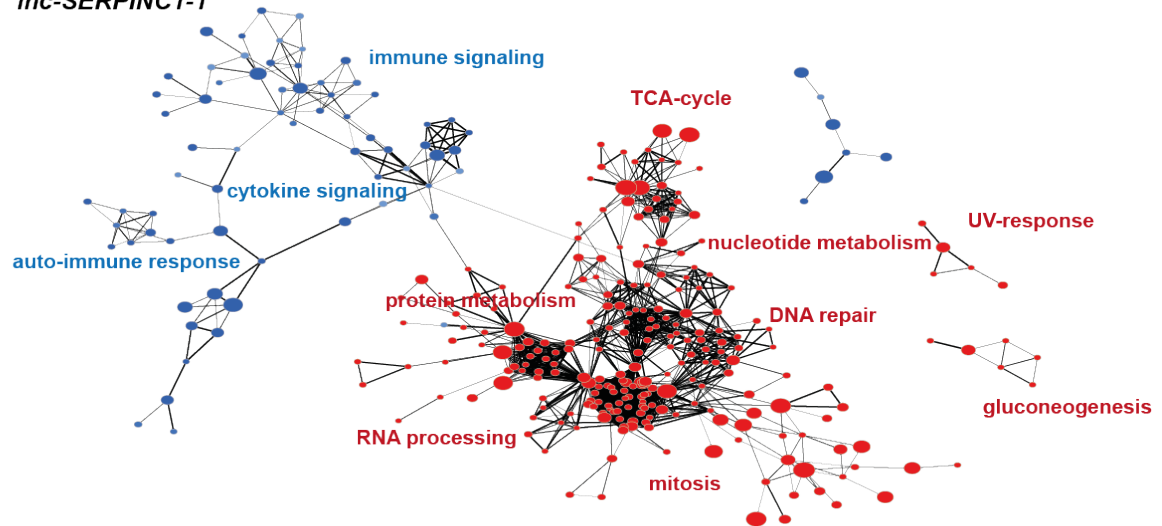 lnc-SERPINC1-1
immune signaling
TCA-cycle
cytokine signaling
UV-response
nucleotide metabolism
auto-immune response
protein metabolism
DNA repair
gluconeogenesis
RNA processing
mitosis